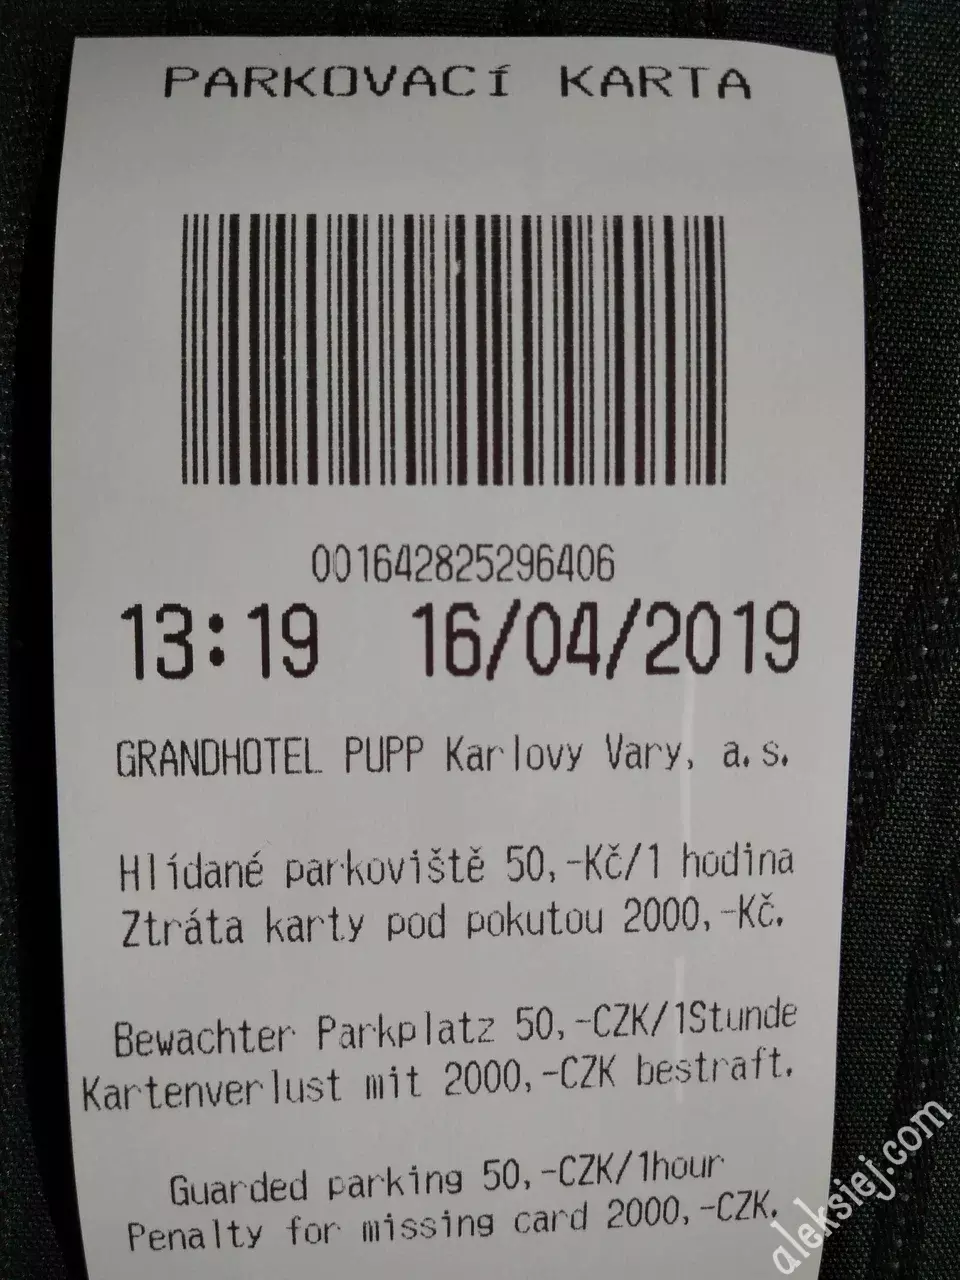 PARKOVACÍ KARTA
001642825296406
13:19 16/04/2019
GRANDHOTEL PUPP Karlovy Vary, a.s.
Hlídané parkoviště 50,-Kč/1 hodina
Ztráta karty pod pokutou 2000,-Kč.
Bewachter Parkplatz 50,-CZK/1Stunde
Kartenverlust mit 2000,-CZK bestraft.
Guarded parking 50,-CZK/1hour
Penalty for missing card 2000,-CZK.
aleksiej.com